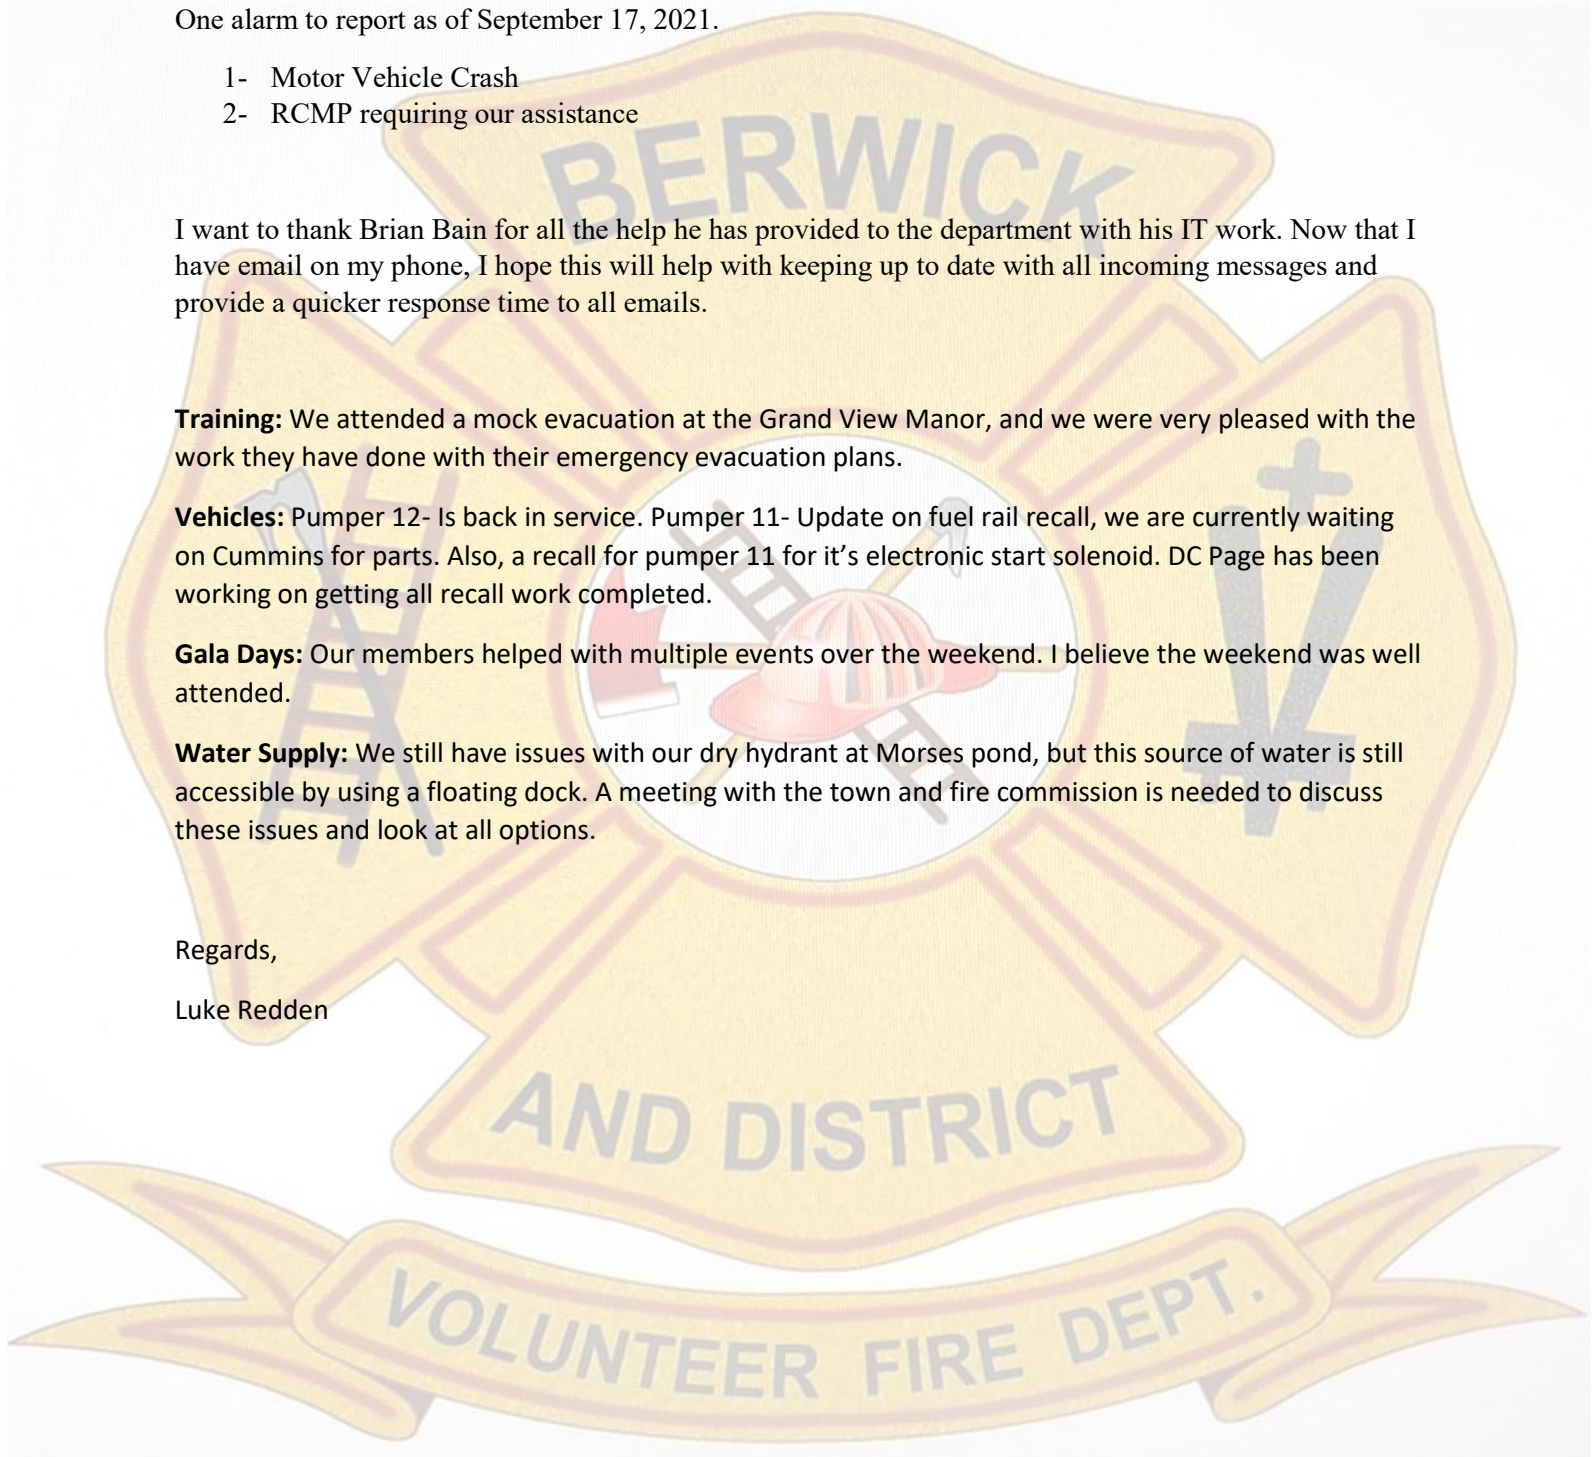 One alarm to report as of September 17, 2021.
1- Motor Vehicle Crash
2- RCMP requiring our assistance
BERWICK
I want to thank Brian Bain for all the help he has provided to the department with his IT work. Now that I
have email on my phone, I hope this will help with keeping up to date with all incoming messages and
provide a quicker response time to all emails.
Training: We attended a mock evacuation at the Grand View Manor, and we were very pleased with the
work they have done with their emergency evacuation plans.
Vehicles: Pumper 12- Is back in service. Pumper 11- Update on fuel rail recall, we are currently waiting
on Cummins for parts. Also, a recall for pumper 11 for it’s electronic start solenoid. DC Page has been
working on getting all recall work completed.
Gala Days: Our members helped with multiple events over the weekend. I believe the weekend was well
attended.
Water Supply: We still have issues with our dry hydrant at Morses pond, but this source of water is still
accessible by using a floating dock. A meeting with the town and fire commission is needed to discuss
these issues and look at all options.
Regards,
Luke Redden
AND DISTRICT
VOLUNTEER FIRE DEPT.